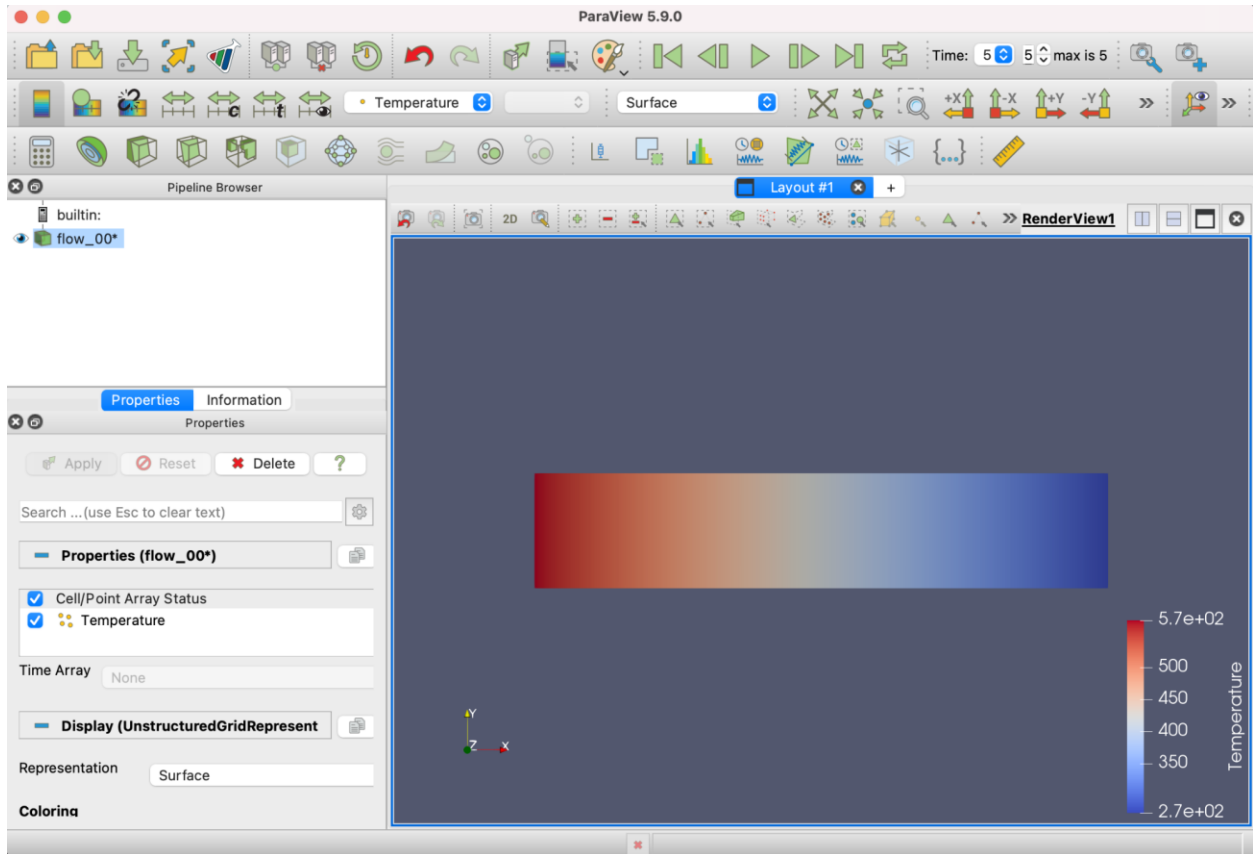 ParaView 5.9.0
Time: 5 5 max is 5
Temperature Surface +X -X +Y -Y » »
Pipeline Browser
Layout #1 +
builtin:
flow_00*
2D » RenderView1
Properties Information
Properties
Apply Reset Delete ?
Search ...(use Esc to clear text)
Properties (flow_00*)
Cell/Point Array Status
Temperature
Time Array None
Display (UnstructuredGridRepresent
Representation Surface
Coloring
Y
Z X
5.7e+02
500
450
400
350
2.7e+02
Temperature